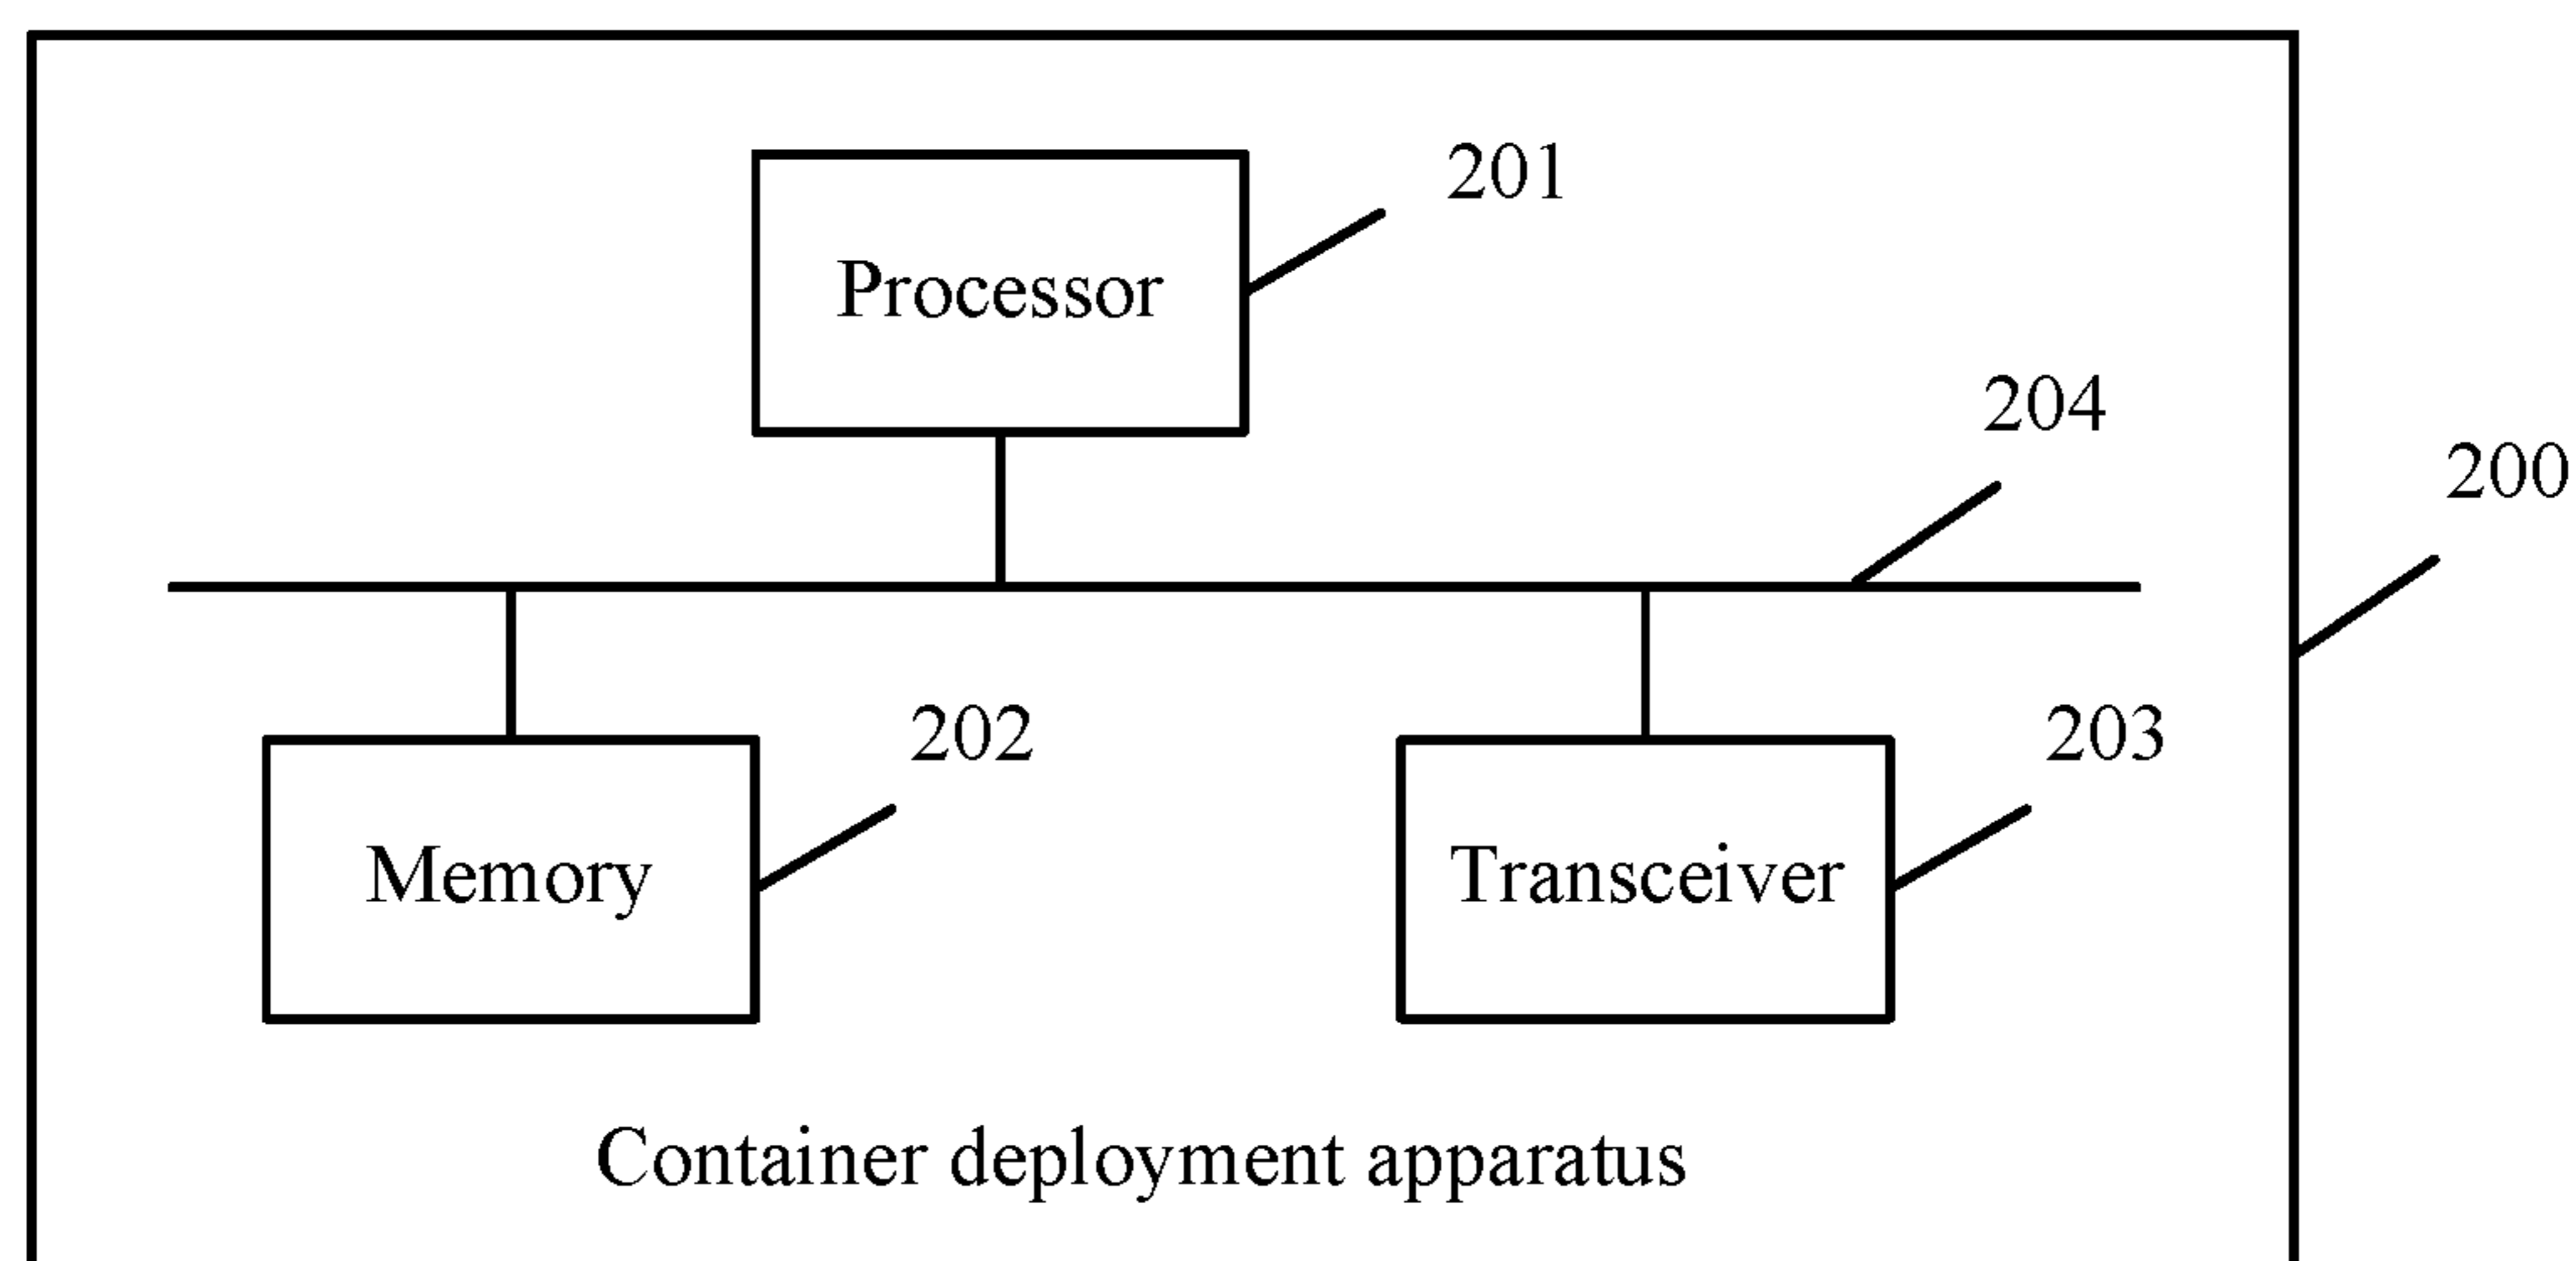 201
Processor
204
200
202
203
Memory
Transceiver
Container deployment apparatus